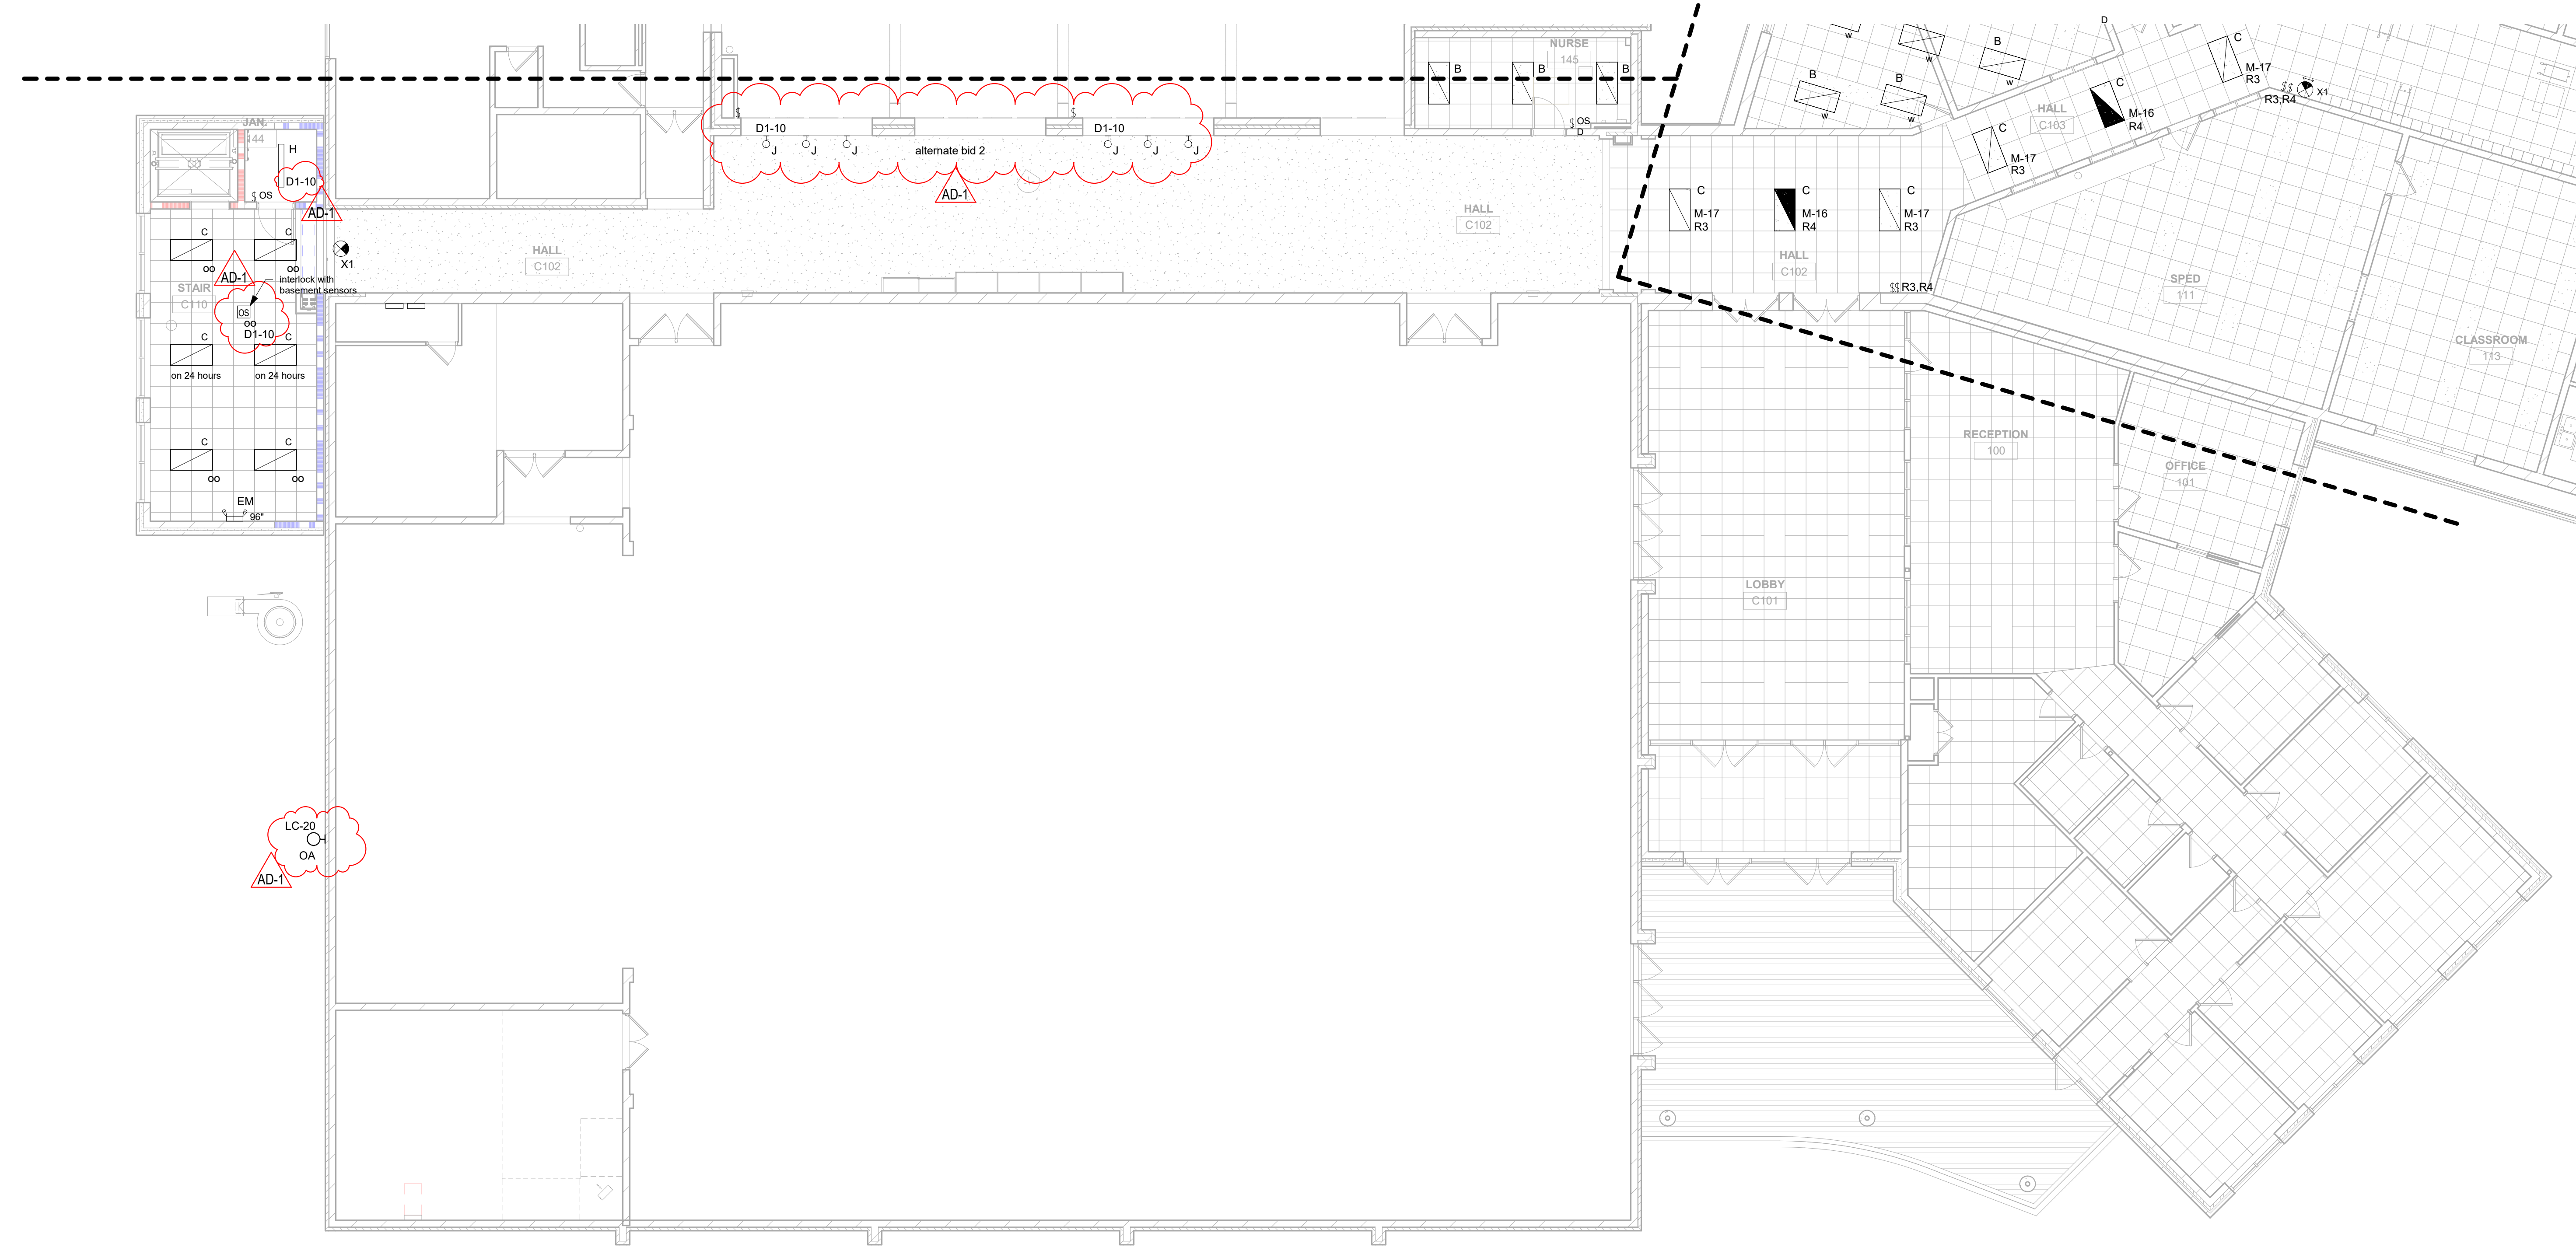 D
NURSE
145
B
B
B
w
w
B
w
B
w
B
w
C
M-17
R3
$$
X1
R3,R4
HALL
C103
C
M-16
R4
C
M-17
R3
JAN.
144
H
D1-10
$ OS
AD-1
$
$
D1-10
J
J
J
alternate bid 2
D1-10
J
J
J
AD-1
$ OS
D
HALL
C102
HALL
C102
C
M-17
R3
C
M-16
R4
C
M-17
R3
HALL
C102
$$ R3,R4
SPED
111
CLASSROOM
113
C
C
oo
oo
AD-1
X1
interlock with
basement sensors
STAIR
C110
OS
oo
D1-10
C
C
on 24 hours
on 24 hours
C
C
oo
oo
EM
96"
RECEPTION
100
OFFICE
101
LOBBY
C101
LC-20
OA
AD-1